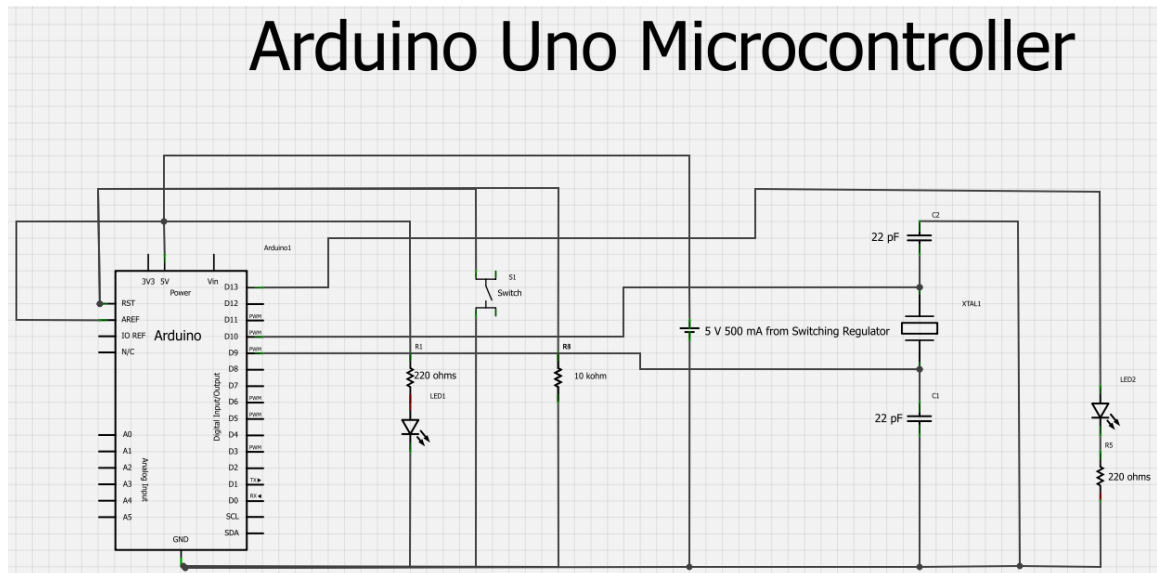 Arduino Uno Microcontroller
C2
22 pF
Arduino1
3V3 5V Vin
Power
S1
Switch
XTAL1
D13
RST D12
AREF D11 PWM
IO REF Arduino D10 PWM
5 V 500 mA from Switching Regulator
N/C D9 PWM
R1
R8
D8
220 ohms
10 kohm
D7
LED2
Digital Input/Output
D6 PWM
LED1
C1
D5 PWM
22 pF
A0 D4
A1 D3 PWM
R5
Analog Input
A2 D2
A3 D1 TX
220 ohms
A4 D0 RX
A5 SCL
SDA
GND